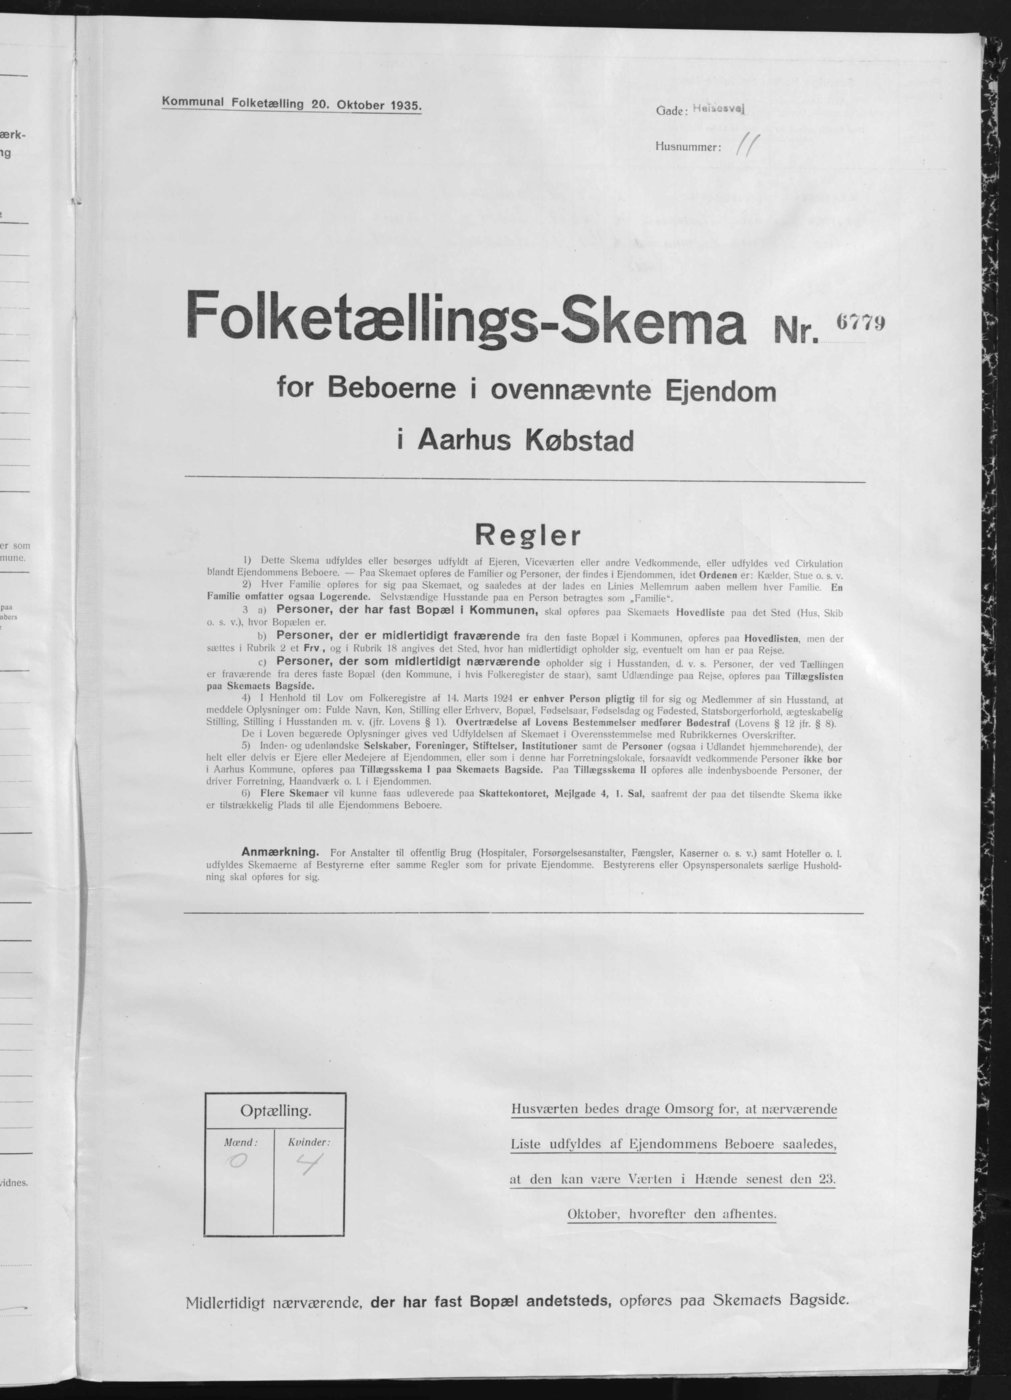 Kommunal Folketælling 20. Oktober 1935.
Gade: Heisesvej
Husnummer: 11
Folketællings-Skema Nr. 6779
for Beboerne i ovennævnte Ejendom
i Aarhus Købstad
Regler
1) Dette Skema udfyldes eller besørges udfyldt af Ejeren, Viceværten eller andre Vedkommende, eller udfyldes ved Cirkulation
blandt Ejendommens Beboere. — Paa Skemaet opføres de Familier og Personer, der findes i Ejendommen, idet Ordenen er: Kælder, Stue o. s. v.
2) Hver Familie opføres for sig paa Skemaet, og saaledes at der lades en Linies Mellemrum aaben mellem hver Familie. En
Familie omfatter ogsaa Logerende. Selvstændige Husstande paa en Person betragtes som „Familie“.
3 a) Personer, der har fast Bopæl i Kommunen, skal opføres paa Skemaets Hovedliste paa det Sted (Hus, Skib
o. s. v.), hvor Bopælen er.
b) Personer, der er midlertidigt fraværende fra den faste Bopæl i Kommunen, opføres paa Hovedlisten, men der
sættes i Rubrik 2 et Frv., og i Rubrik 18 angives det Sted, hvor han midlertidigt opholder sig, eventuelt om han er paa Rejse.
c) Personer, der som midlertidigt nærværende opholder sig i Husstanden, d. v. s. Personer, der ved Tællingen
er fraværende fra deres faste Bopæl (den Kommune, i hvis Folkeregister de staar), samt Udlændinge paa Rejse, opføres paa Tillægslisten
paa Skemaets Bagside.
4) I Henhold til Lov om Folkeregistre af 14. Marts 1924 er enhver Person pligtig til for sig og Medlemmer af sin Husstand, at
meddele Oplysninger om: Fulde Navn, Køn, Stilling eller Erhverv, Bopæl, Fødselsaar, Fødselsdag og Fødested, Statsborgerforhold, ægteskabelig
Stilling, Stilling i Husstanden m. v. (jfr. Lovens § 1). Overtrædelse af Lovens Bestemmelser medfører Bødestraf (Lovens § 12 jfr. § 8).
De i Loven begærede Oplysninger gives ved Udfyldelsen af Skemaet i Overensstemmelse med Rubrikkernes Overskrifter.
5) Inden- og udenlandske Selskaber, Foreninger, Stiftelser, Institutioner samt de Personer (ogsaa i Udlandet hjemmehørende), der
helt eller delvis er Ejere eller Medejere af Ejendommen, eller som i denne har Forretningslokale, forsaavidt vedkommende Personer ikke bor
i Aarhus Kommune, opføres paa Tillægsskema I paa Skemaets Bagside. Paa Tillægsskema II opføres alle indenbysboende Personer, der
driver Forretning, Haandværk o. l. i Ejendommen.
6) Flere Skemaer vil kunne faas udleverede paa Skattekontoret, Mejlgade 4, 1. Sal, saafremt der paa det tilsendte Skema ikke
er tilstrækkelig Plads til alle Ejendommens Beboere.
Anmærkning. For Anstalter til offentlig Brug (Hospitaler, Forsørgelsesanstalter, Fængsler, Kaserner o. s. v.) samt Hoteller o. l.
udfyldes Skemaerne af Bestyrerne efter samme Regler som for private Ejendomme. Bestyrerens eller Opsynspersonalets særlige Hushold-
ning skal opføres for sig.
Optælling.
Mænd: Kvinder:
0 4
Husværten bedes drage Omsorg for, at nærværende
Liste udfyldes af Ejendommens Beboere saaledes,
at den kan være Værten i Hænde senest den 23.
Oktober, hvorefter den afhentes.
Midlertidigt nærværende, der har fast Bopæl andetsteds, opføres paa Skemaets Bagside.